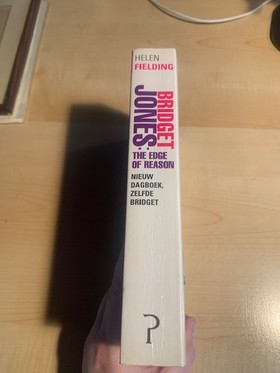 HELEN
FIELDING
BRIDGET
JONES:
THE EDGE
OF REASON
NIEUW
DAGBOEK,
ZELFDE
BRIDGET
P